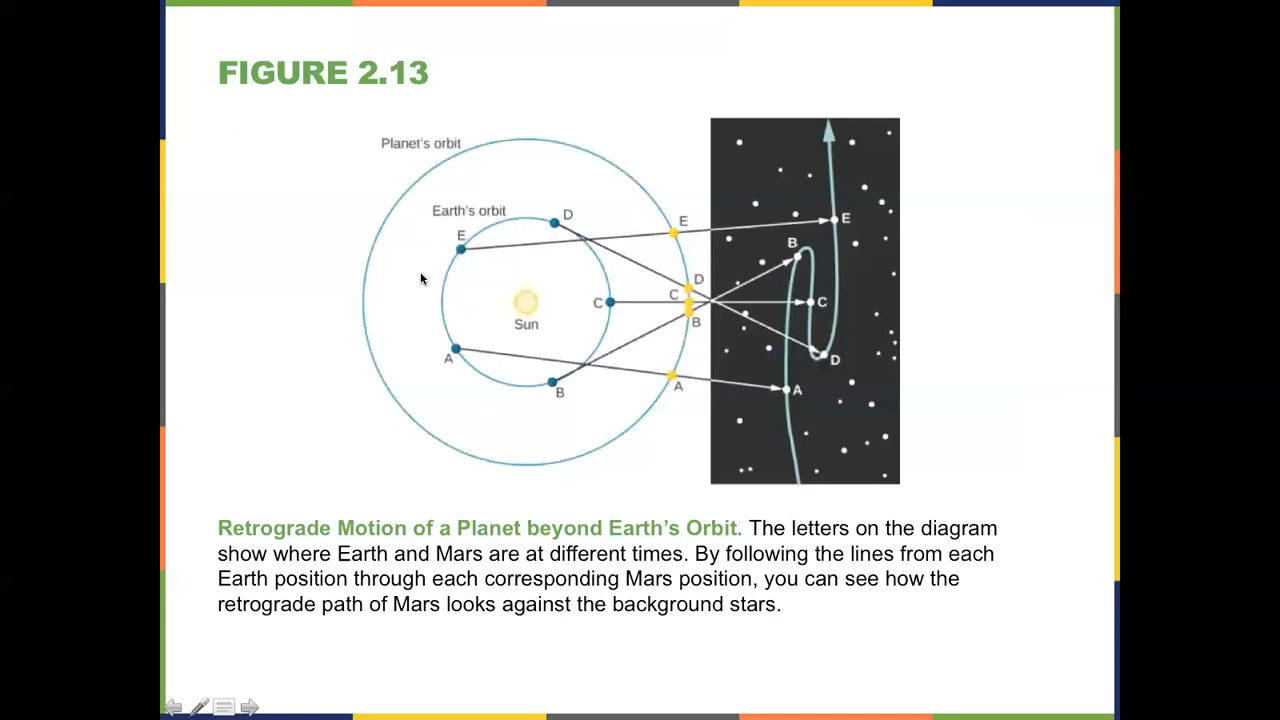 FIGURE 2.13
Planet's orbit
Earth's orbit
D
E
E
E
B
D
C
C
C
Sun
B
D
A
A
A
B
Retrograde Motion of a Planet beyond Earth's Orbit. The letters on the diagram
show where Earth and Mars are at different times. By following the lines from each
Earth position through each corresponding Mars position, you can see how the
retrograde path of Mars looks against the background stars.